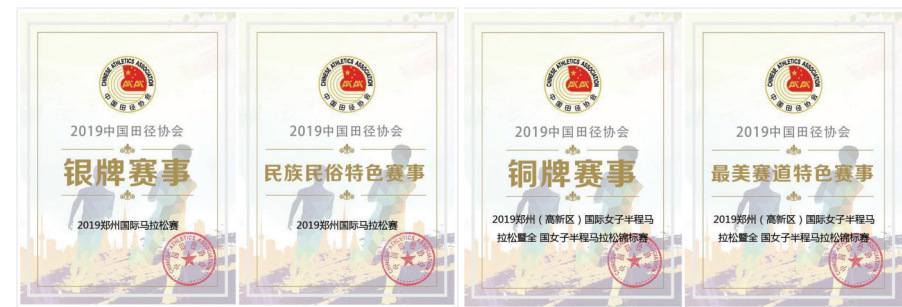 CHINESE ATHLETICS ASSOCIATION
中国田径协会
2019中国田径协会
银牌赛事
2019郑州国际马拉松赛
CHINESE ATHLETICS ASSOCIATION
中国田径协会
2019中国田径协会
民族民俗特色赛事
2019郑州国际马拉松赛
CHINESE ATHLETICS ASSOCIATION
中国田径协会
2019中国田径协会
铜牌赛事
2019郑州（高新区）国际女子半程马
拉松暨全 国女子半程马拉松锦标赛
CHINESE ATHLETICS ASSOCIATION
中国田径协会
2019中国田径协会
最美赛道特色赛事
2019郑州（高新区）国际女子半程马
拉松暨全 国女子半程马拉松锦标赛